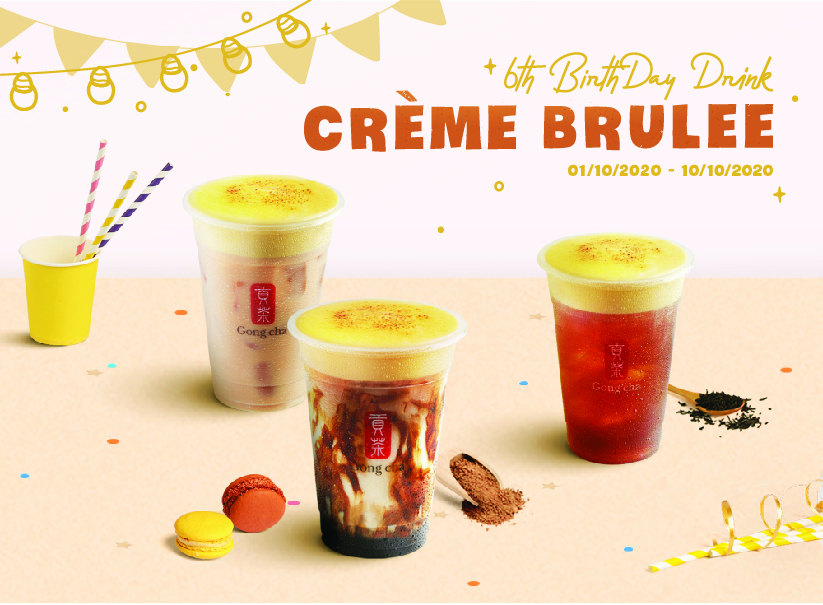 6th BirthDay Drink
CRÈME BRULEE
01/10/2020 - 10/10/2020
貢茶
Gong cha
貢茶
Gong cha
貢茶
Gong cha